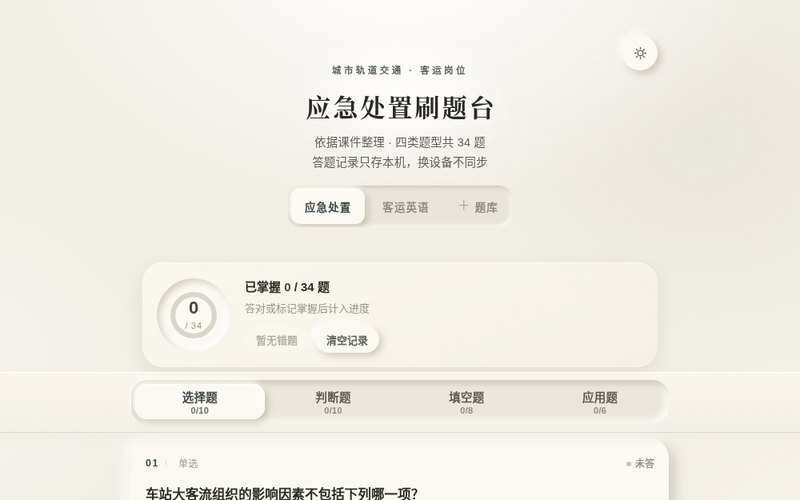 城市轨道交通 · 客运岗位
应急处置刷题台
依据课件整理 · 四类题型共 34 题
答题记录只存本机，换设备不同步
应急处置 客运英语 + 题库
已掌握 0 / 34 题
0
/ 34
答对或标记掌握后计入进度
暂无错题 清空记录
选择题 判断题 填空题 应用题
0/10 0/10 0/8 0/6
01 单选 未答
车站大客流组织的影响因素不包括下列哪一项?